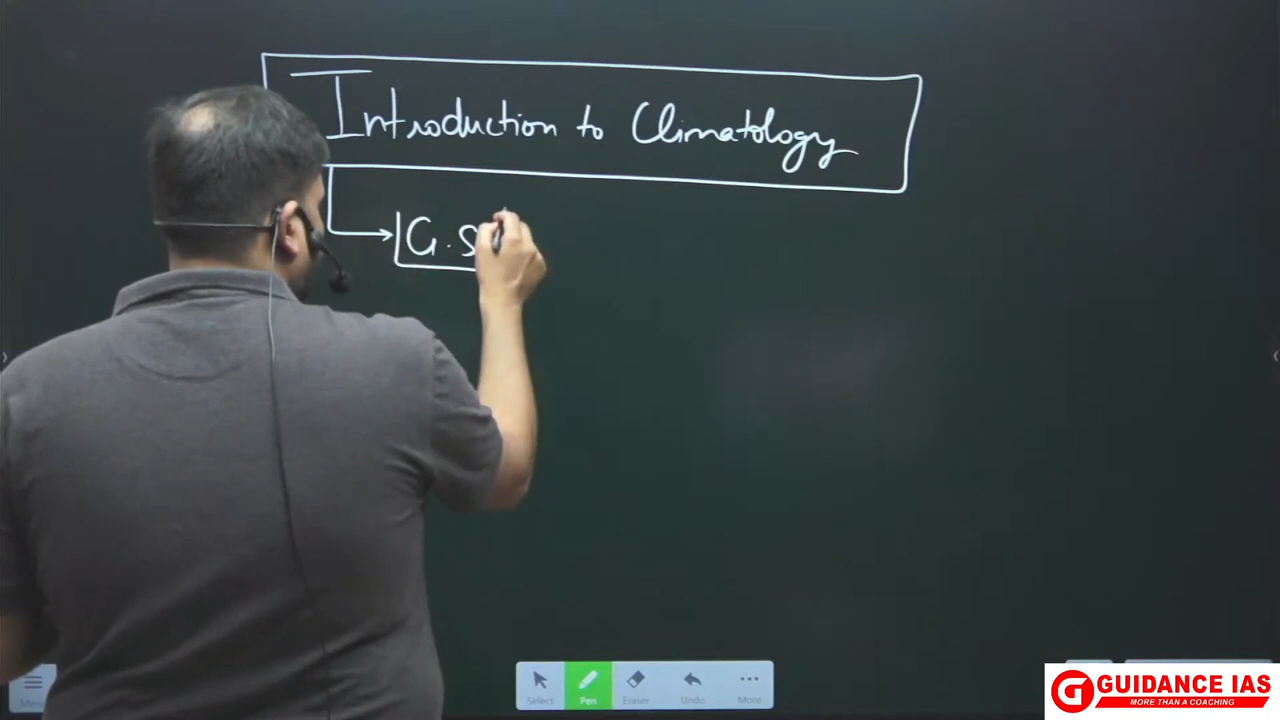 Introduction to Climatology
G.S
Select
Pen
Eraser
Undo
More
GUIDANCE IAS
MORE THAN A COACHING